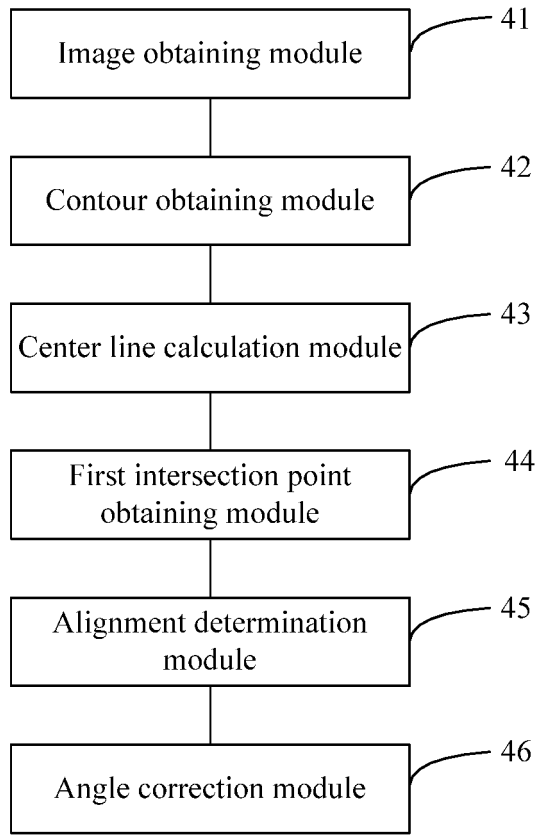 Image obtaining module
41
Contour obtaining module
42
Center line calculation module
43
First intersection point
obtaining module
44
Alignment determination
module
45
Angle correction module
46